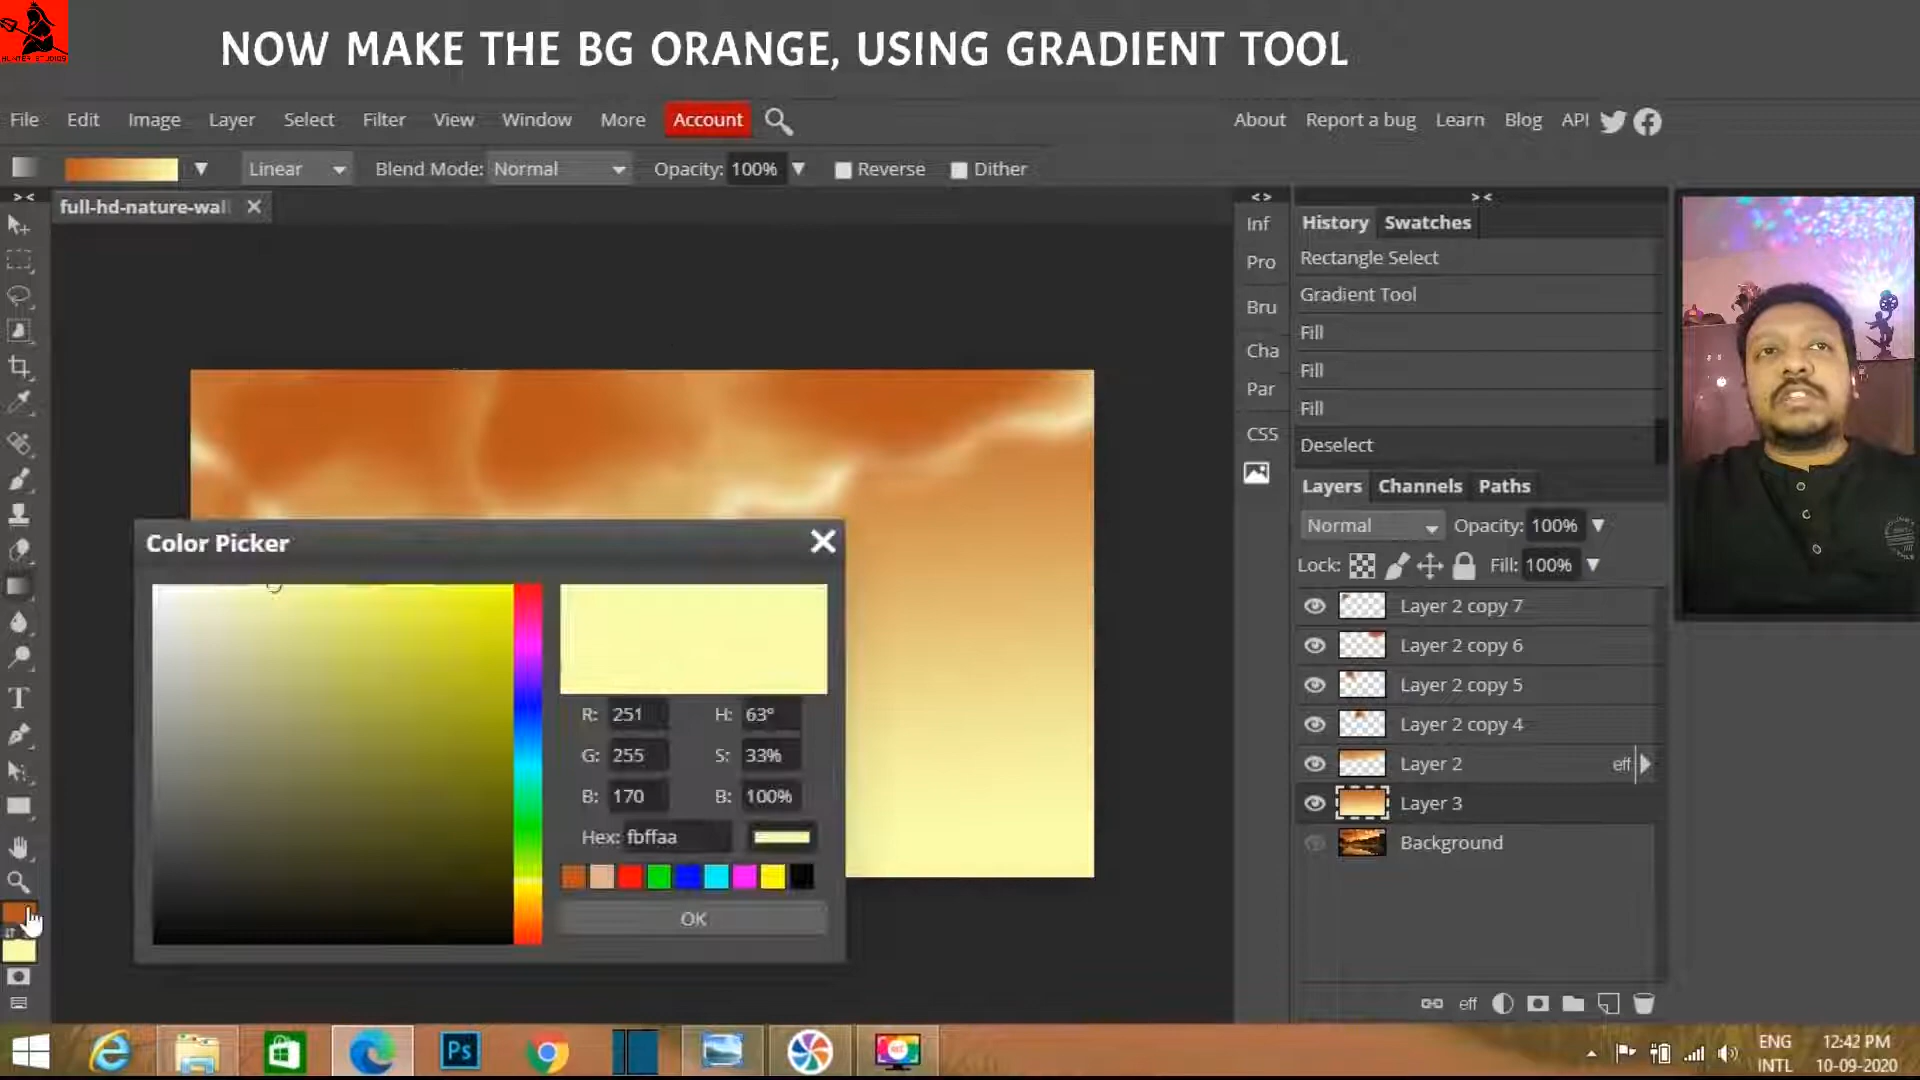 HUNTER STUDIOS
NOW MAKE THE BG ORANGE, USING GRADIENT TOOL
File Edit Image Layer Select Filter View Window More Account
About Report a bug Learn Blog API
Linear Blend Mode: Normal Opacity: 100% Reverse Dither
full-hd-nature-wal
Inf
Pro
Bru
Cha
Par
CSS
History Swatches
Rectangle Select
Gradient Tool
Fill
Fill
Fill
Deselect
Layers Channels Paths
Normal Opacity: 100%
Lock: Fill: 100%
Layer 2 copy 7
Layer 2 copy 6
Layer 2 copy 5
Layer 2 copy 4
Layer 2 eff
Layer 3
Background
eff
Color Picker
R: 251 H: 63°
G: 255 S: 33%
B: 170 B: 100%
Hex: fbffaa
OK
T
Ps
ENG 12:42 PM
INTL 10-09-2020